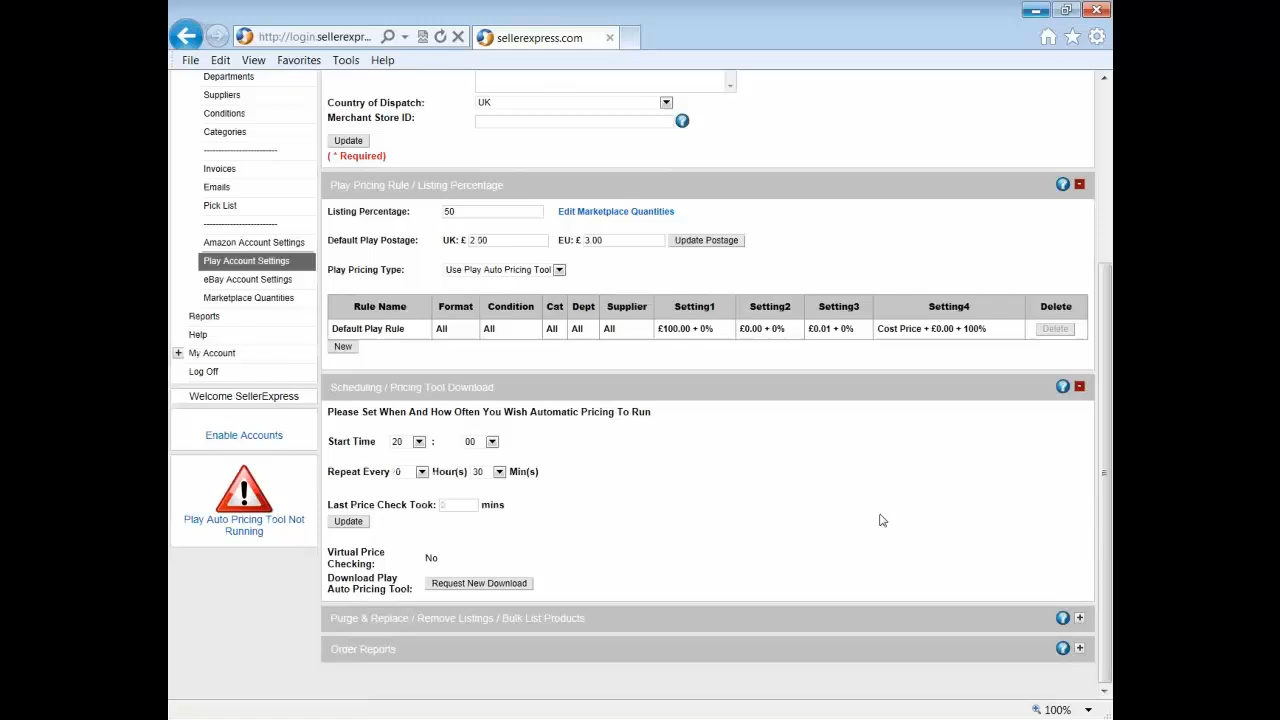 http://login.sellerexpr...
sellerexpress.com
File Edit View Favorites Tools Help
Departments
Suppliers
Conditions
Categories
------------------------
Invoices
Emails
Pick List
------------------------
Amazon Account Settings
Play Account Settings
eBay Account Settings
Marketplace Quantities
Reports
Help
My Account
Log Off
Welcome SellerExpress
Enable Accounts
Play Auto Pricing Tool Not
Running
Country of Dispatch: UK
Merchant Store ID:
Update
( * Required)
Play Pricing Rule / Listing Percentage
Listing Percentage: 50 Edit Marketplace Quantities
Default Play Postage: UK: £ 2.50 EU: £ 3.00 Update Postage
Play Pricing Type: Use Play Auto Pricing Tool
Rule Name Format Condition Cat Dept Supplier Setting1 Setting2 Setting3 Setting4 Delete
Default Play Rule All All All All All £100.00 + 0% £0.00 + 0% £0.01 + 0% Cost Price + £0.00 + 100% Delete
New
Scheduling / Pricing Tool Download
Please Set When And How Often You Wish Automatic Pricing To Run
Start Time 20 : 00
Repeat Every 0 Hour(s) 30 Min(s)
Last Price Check Took: mins
Update
Virtual Price
Checking: No
Download Play
Auto Pricing Tool: Request New Download
Purge & Replace / Remove Listings / Bulk List Products
Order Reports
100%